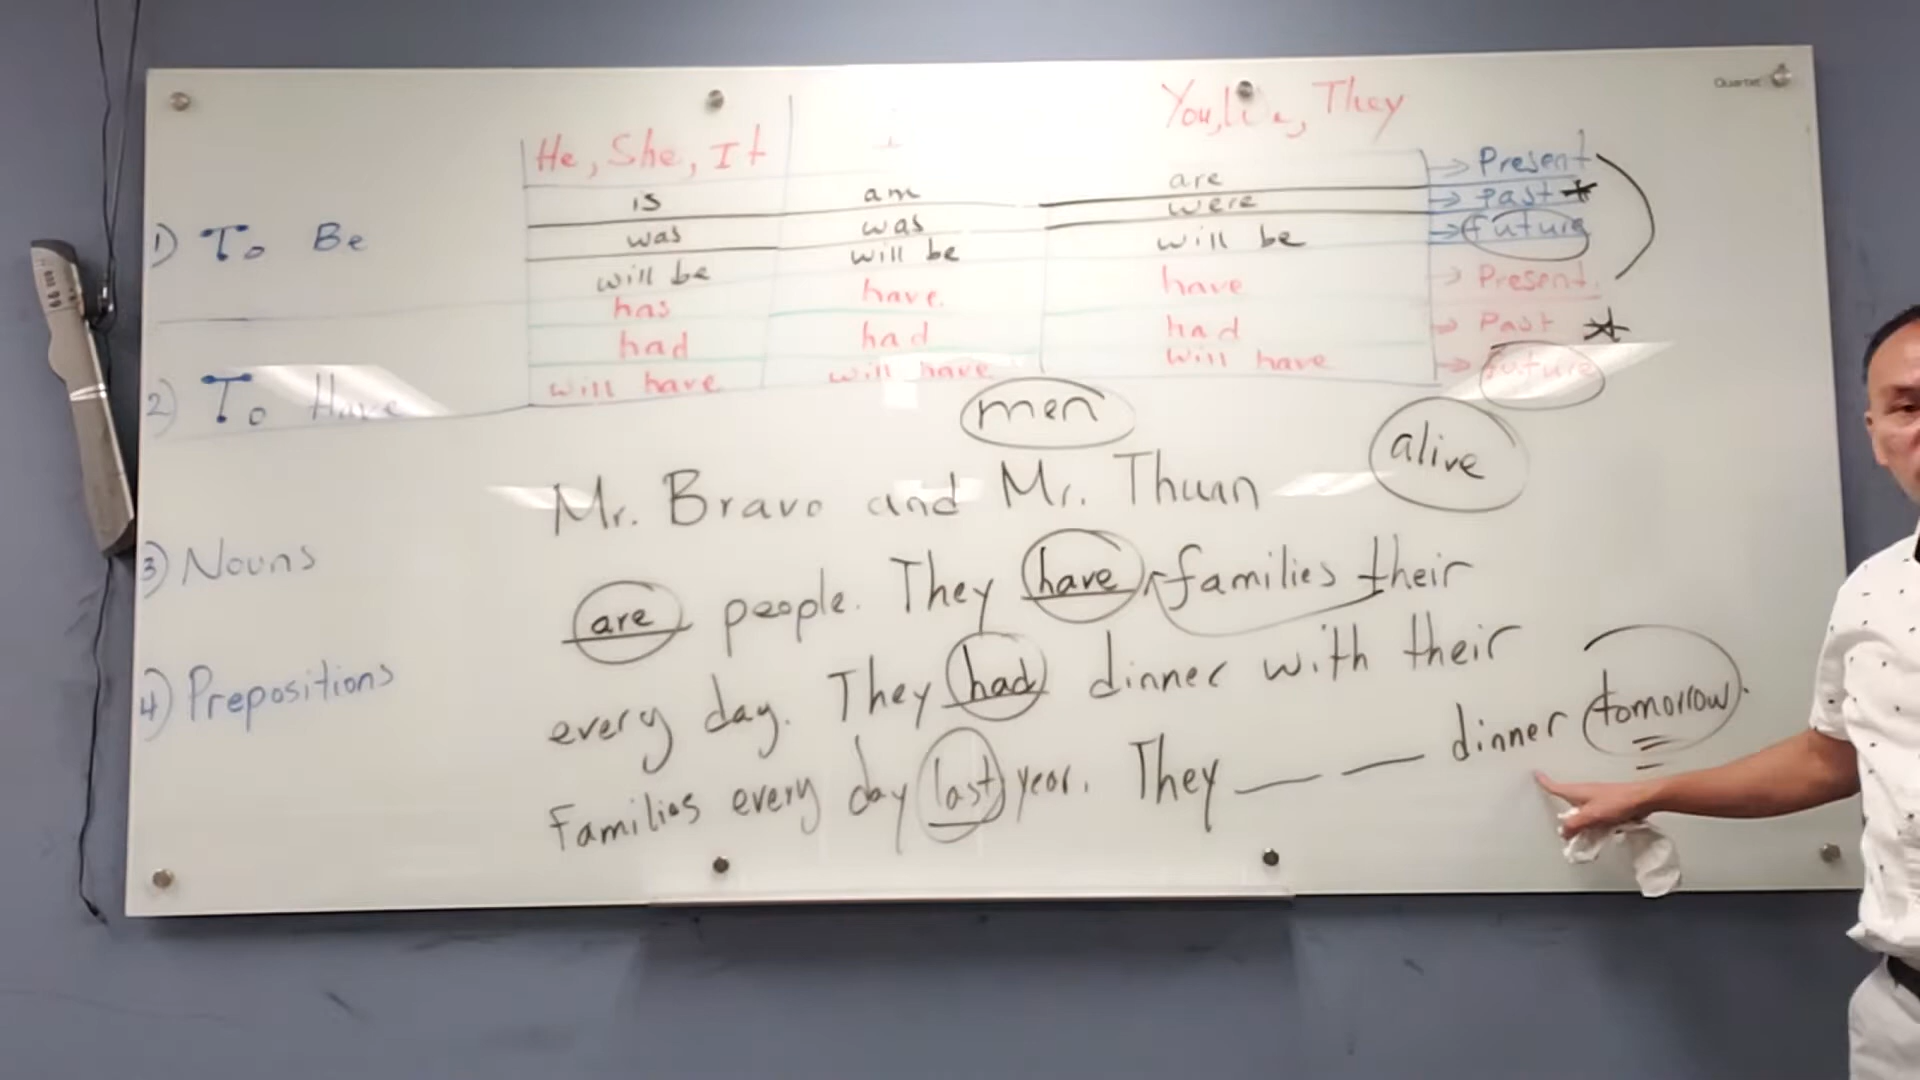 You, They
He, She, It
is am are → Present
was was were → Past *
will be will be will be → future
1) To Be
has have have → Present
had had had → Past *
will have will have will have → future
2) To Have
men
alive
Mr. Bravo and Mr. Thuan
3) Nouns
are people. They have families their
4) Prepositions
every day. They had dinner with their
Families every day last year. They __ __ dinner tomorrow.